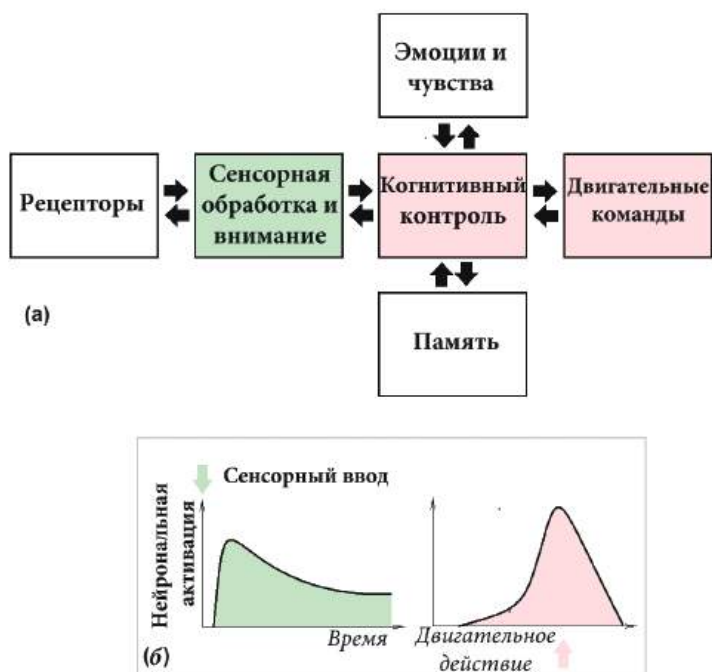 Эмоции и
чувства
Рецепторы
Сенсорная
обработка и
внимание
Когнитивный
контроль
Двигательные
команды
(а)
Память
Сенсорный ввод
Нейрональная
активация
Время
Двигательное
действие
(б)